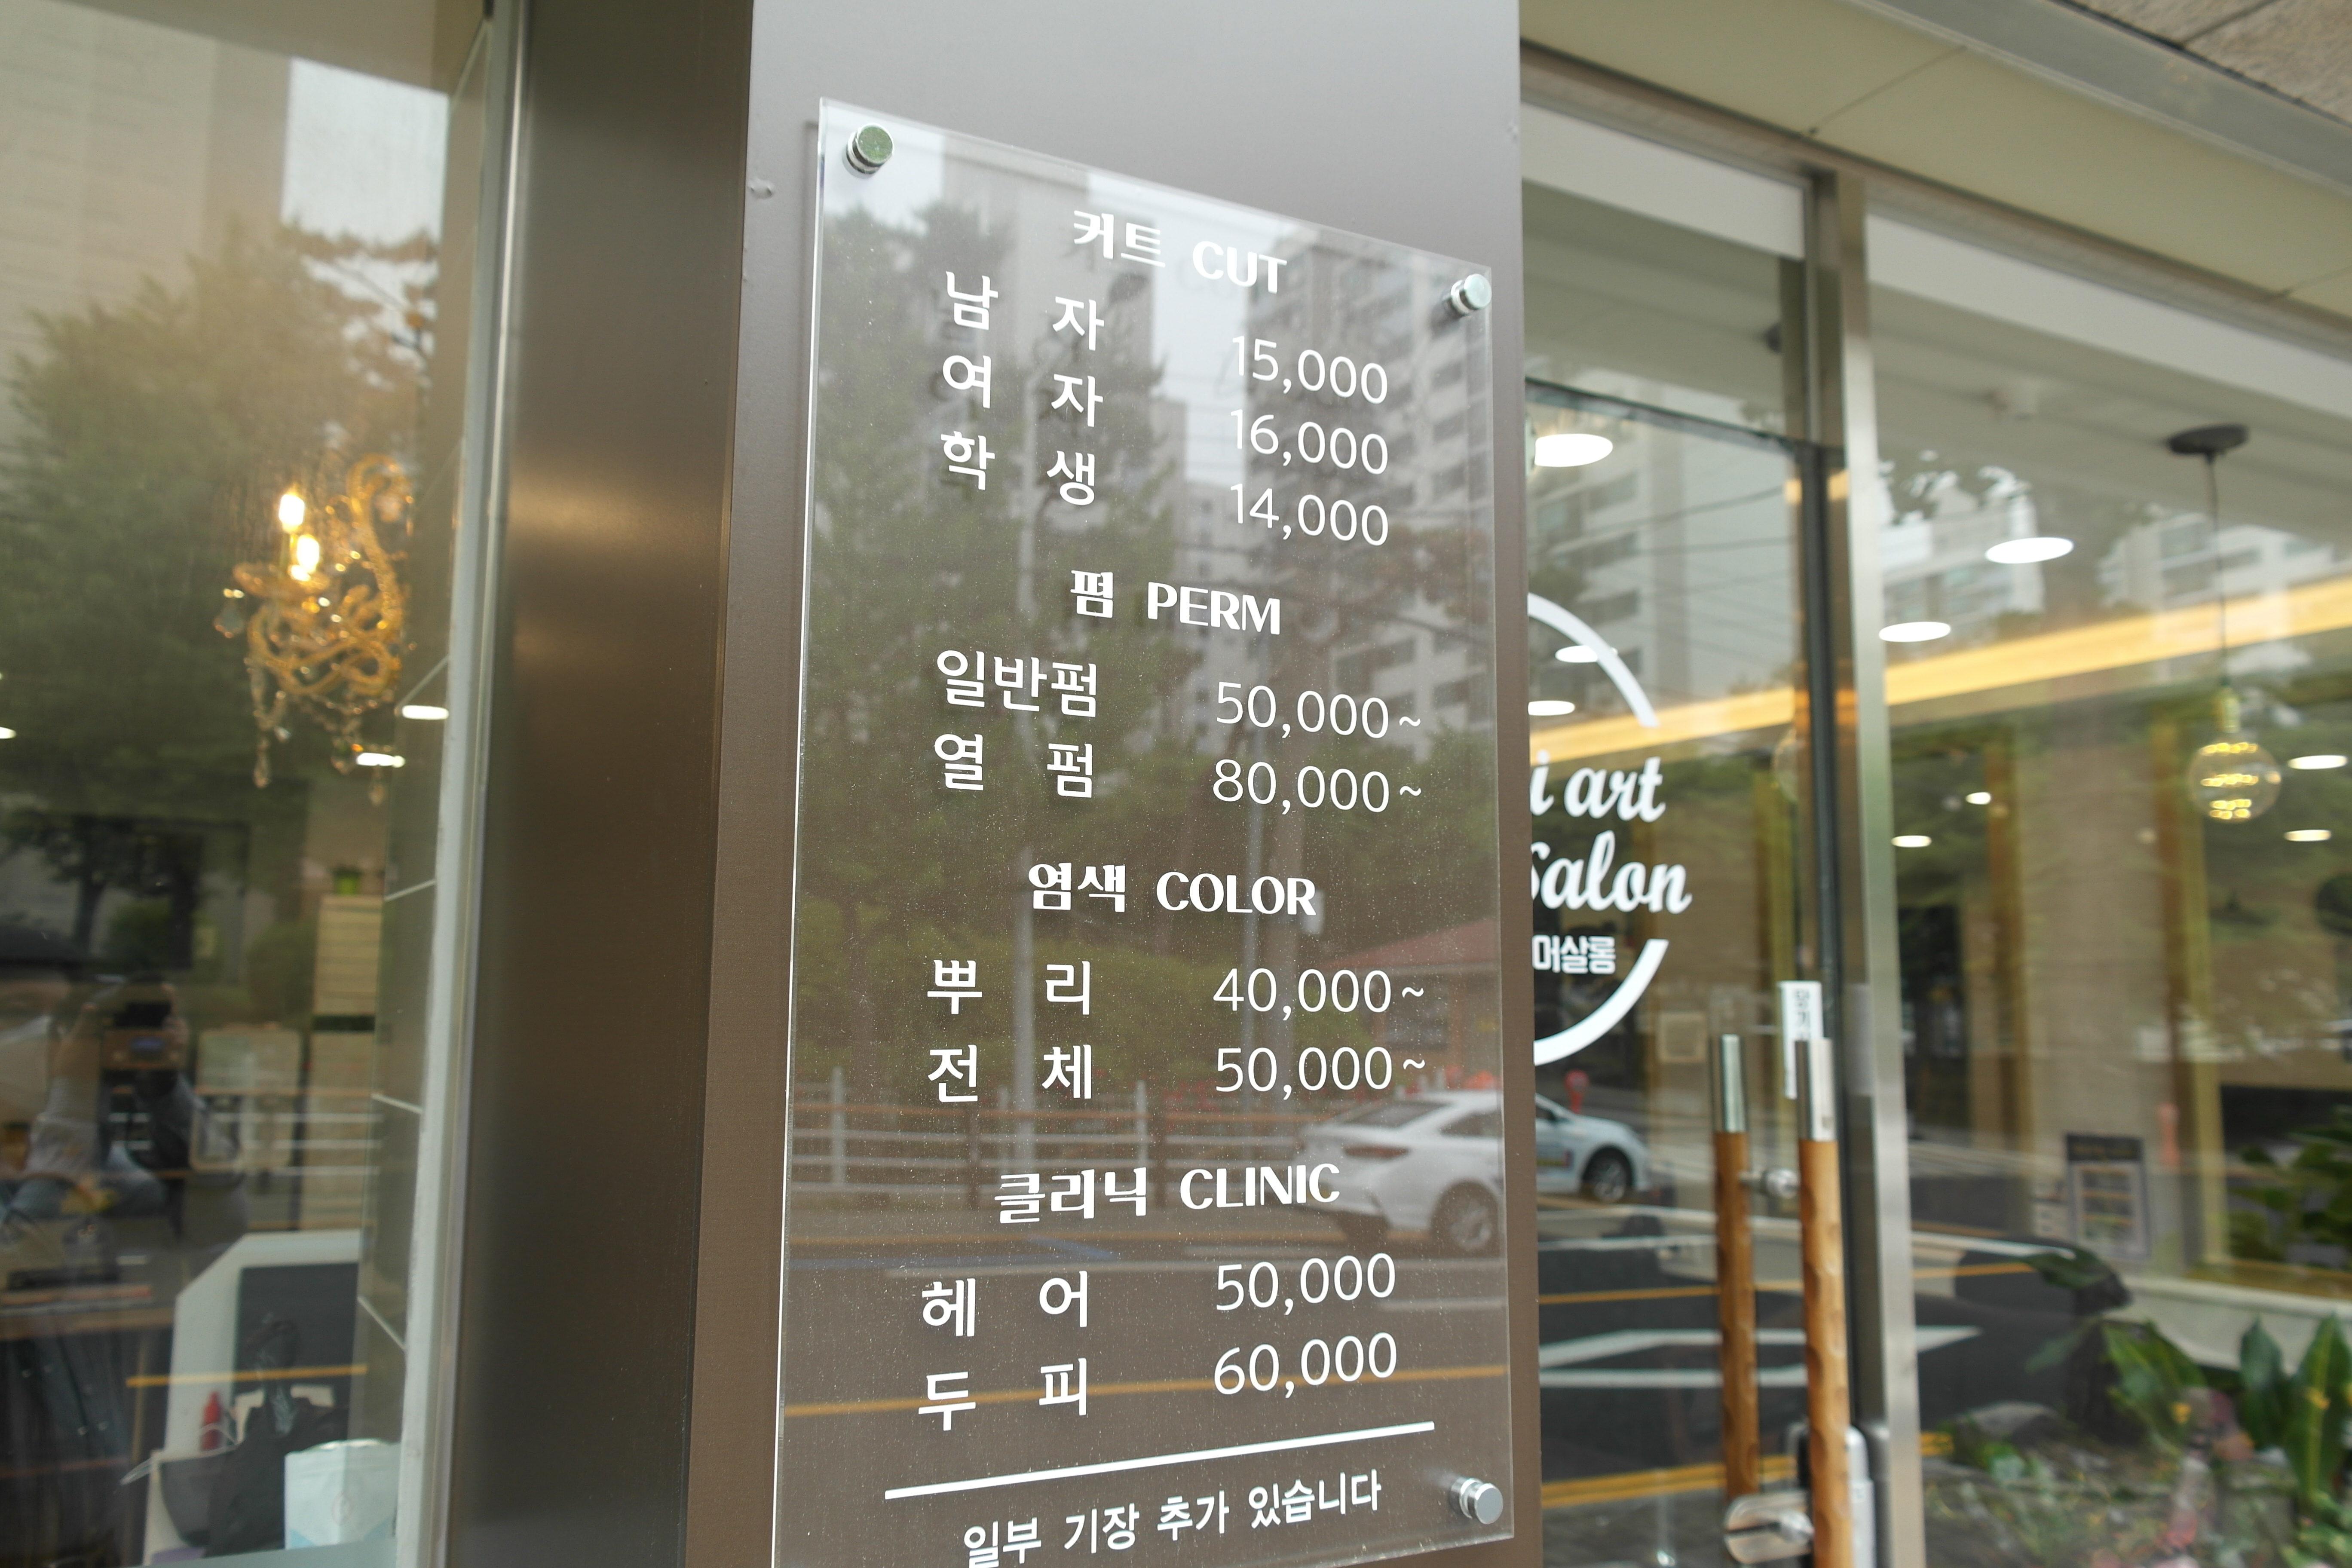 커트 CUT
남 자 15,000
여 자 16,000
학 생 14,000
펌 PERM
일반펌 50,000~
열 펌 80,000~
염색 COLOR
뿌 리 40,000~
전 체 50,000~
클리닉 CLINIC
헤 어 50,000
두 피 60,000
일부 기장 추가 있습니다
i art
Salon
머살롱